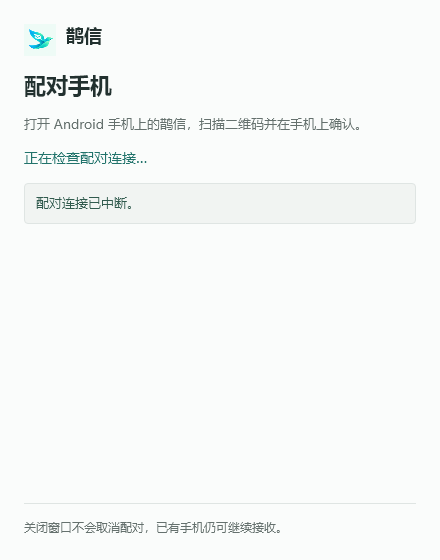 鹊信
配对手机
打开 Android 手机上的鹊信，扫描二维码并在手机上确认。
正在检查配对连接...
配对连接已中断。
关闭窗口不会取消配对，已有手机仍可继续接收。